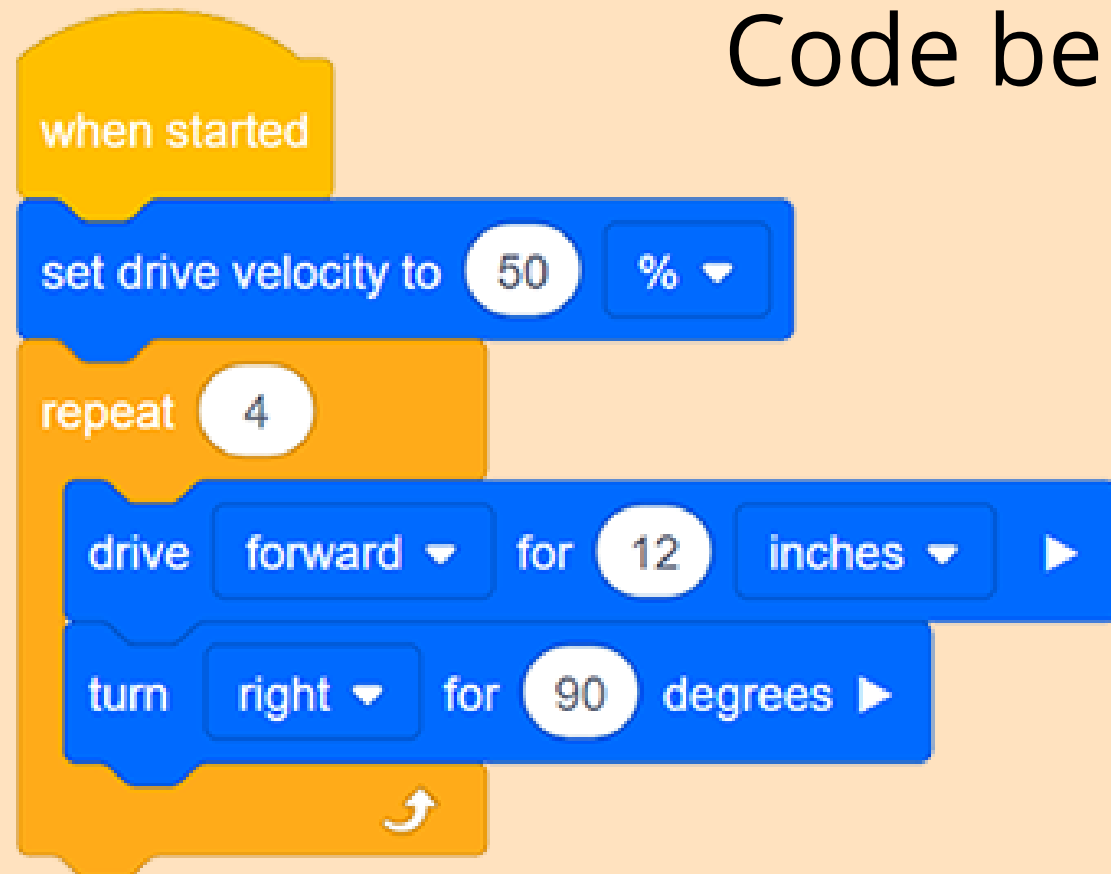 Code be
when started
set drive velocity to 50 %
repeat 4
drive forward for 12 inches
turn right for 90 degrees